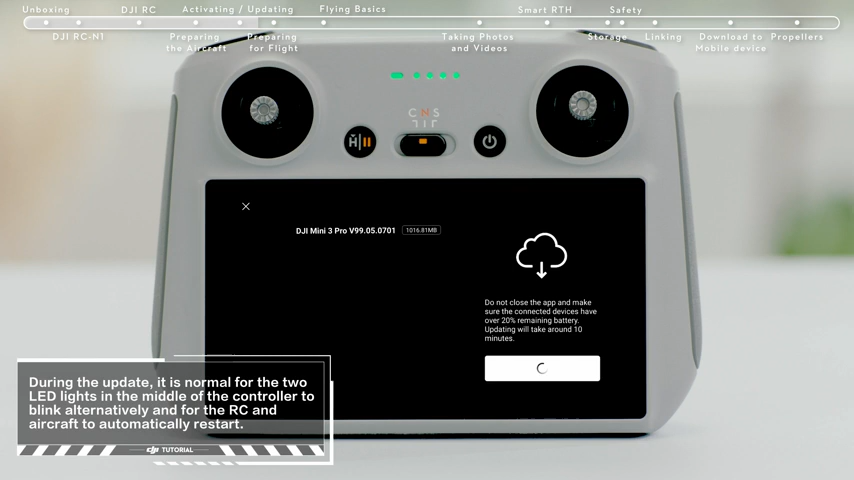 Unboxing
DJI RC
Activating / Updating
Flying Basics
Smart RTH
Safety
DJI RC-N1
Preparing
the Aircraft
Preparing
for Flight
Taking Photos
and Videos
Storage
Linking
Download to
Mobile device
Propellers
C N S
H
×
DJI Mini 3 Pro V99.05.0701 1016.81MB
Do not close the app and make
sure the connected devices have
over 20% remaining battery.
Updating will take around 10
minutes.
During the update, it is normal for the two
LED lights in the middle of the controller to
blink alternatively and for the RC and
aircraft to automatically restart.
dji TUTORIAL